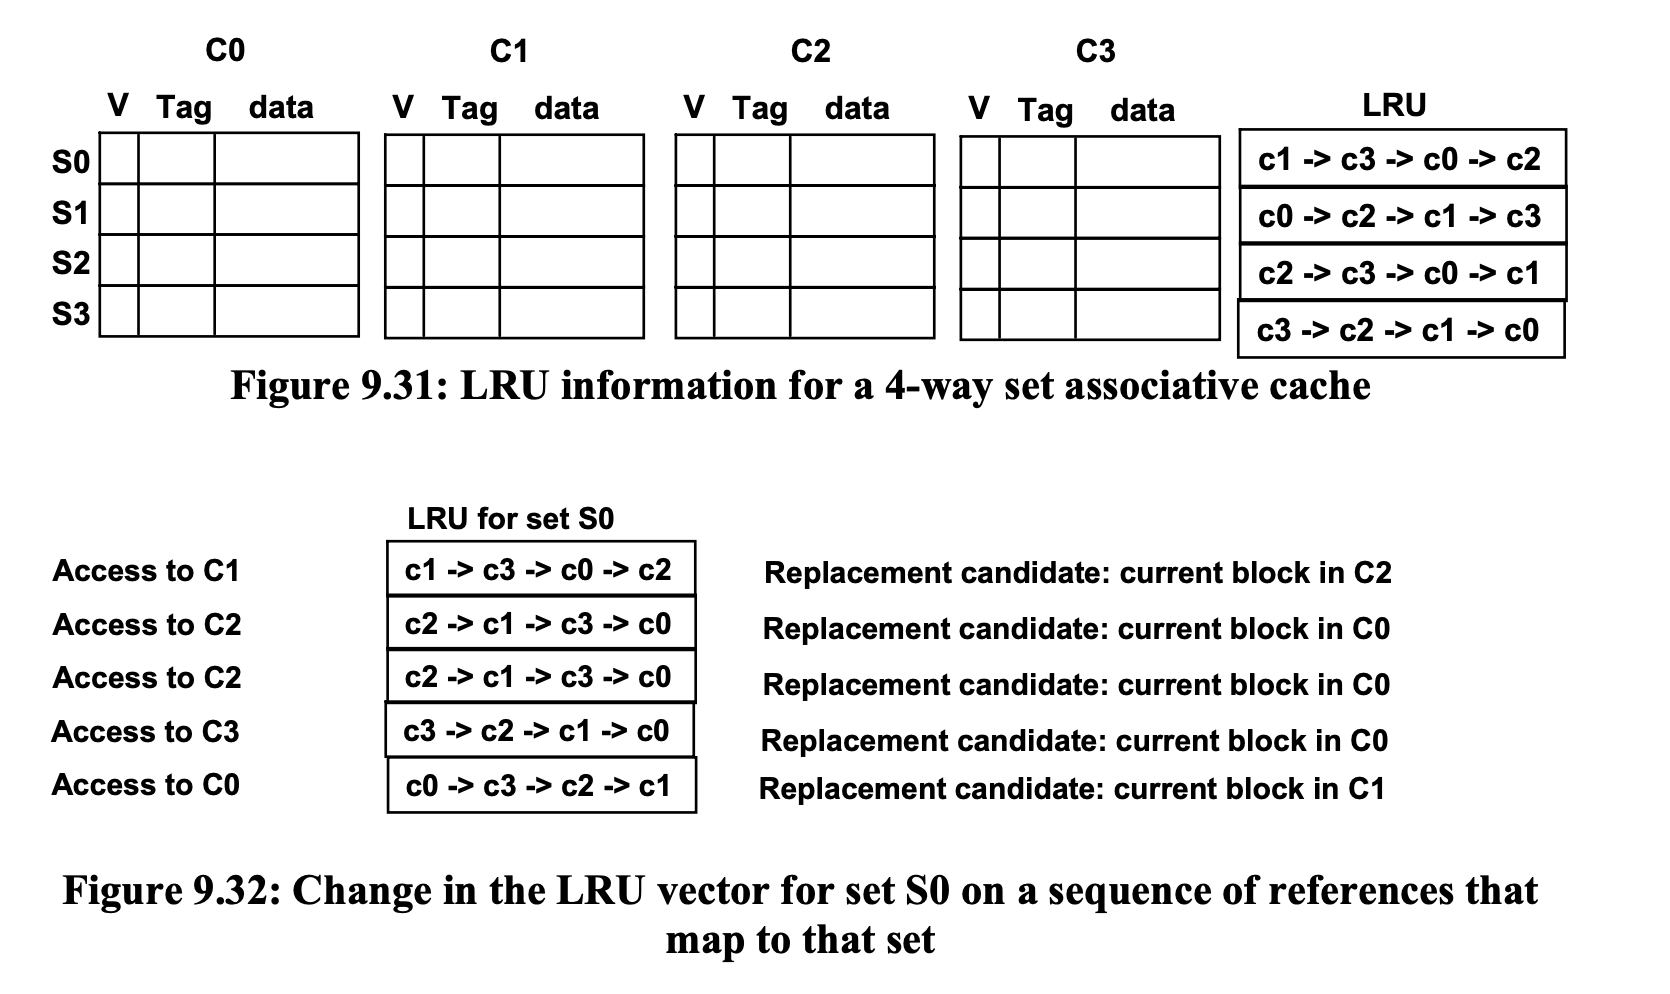 C0 C1 C2 C3
V Tag data V Tag data V Tag data V Tag data LRU
S0 c1 -> c3 -> c0 -> c2
S1 c0 -> c2 -> c1 -> c3
S2 c2 -> c3 -> c0 -> c1
S3 c3 -> c2 -> c1 -> c0
Figure 9.31: LRU information for a 4-way set associative cache
LRU for set S0
Access to C1 c1 -> c3 -> c0 -> c2 Replacement candidate: current block in C2
Access to C2 c2 -> c1 -> c3 -> c0 Replacement candidate: current block in C0
Access to C2 c2 -> c1 -> c3 -> c0 Replacement candidate: current block in C0
Access to C3 c3 -> c2 -> c1 -> c0 Replacement candidate: current block in C0
Access to C0 c0 -> c3 -> c2 -> c1 Replacement candidate: current block in C1
Figure 9.32: Change in the LRU vector for set S0 on a sequence of references that
map to that set